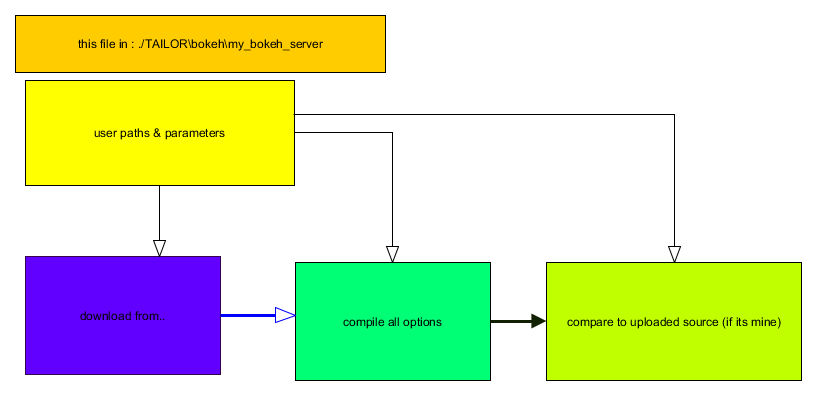 this file in : ./TAILOR\bokeh\my_bokeh_server
user paths & parameters
download from..
compile all options
compare to uploaded source (if its mine)